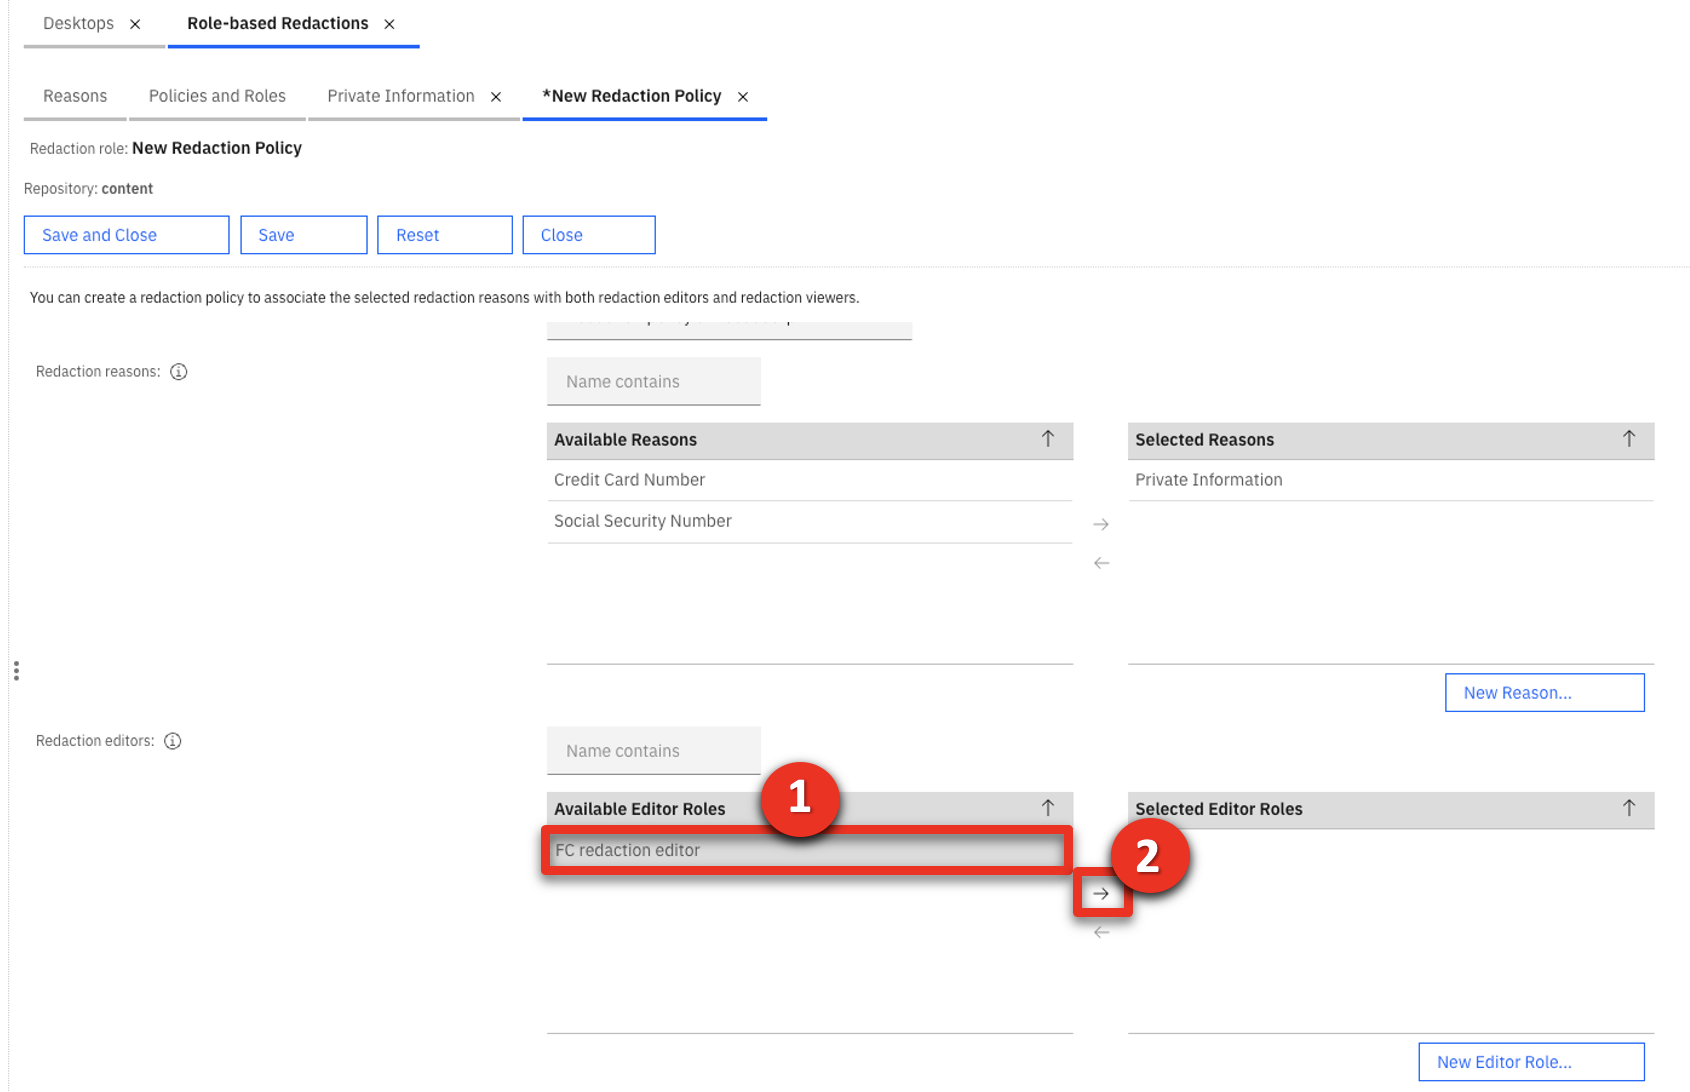 Desktops
Role-based Redactions
Reasons
Policies and Roles
Private Information
*New Redaction Policy
Redaction role: New Redaction Policy
Repository: content
Save and Close
Save
Reset
Close
You can create a redaction policy to associate the selected redaction reasons with both redaction editors and redaction viewers.
Redaction reasons:
Name contains
Available Reasons
Selected Reasons
Credit Card Number
Private Information
Social Security Number
New Reason...
Redaction editors:
Name contains
1
Available Editor Roles
Selected Editor Roles
FC redaction editor
2
New Editor Role...